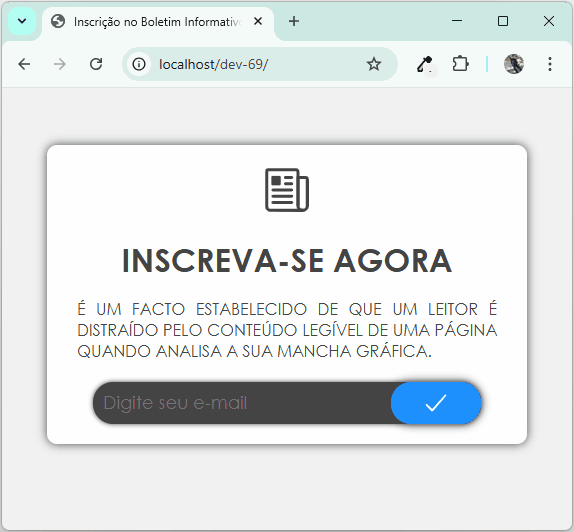 Inscrição no Boletim Informativo
localhost/dev-69/
INSCREVA-SE AGORA
É UM FACTO ESTABELECIDO DE QUE UM LEITOR É
DISTRAÍDO PELO CONTEÚDO LEGÍVEL DE UMA PÁGINA
QUANDO ANALISA A SUA MANCHA GRÁFICA.
Digite seu e-mail